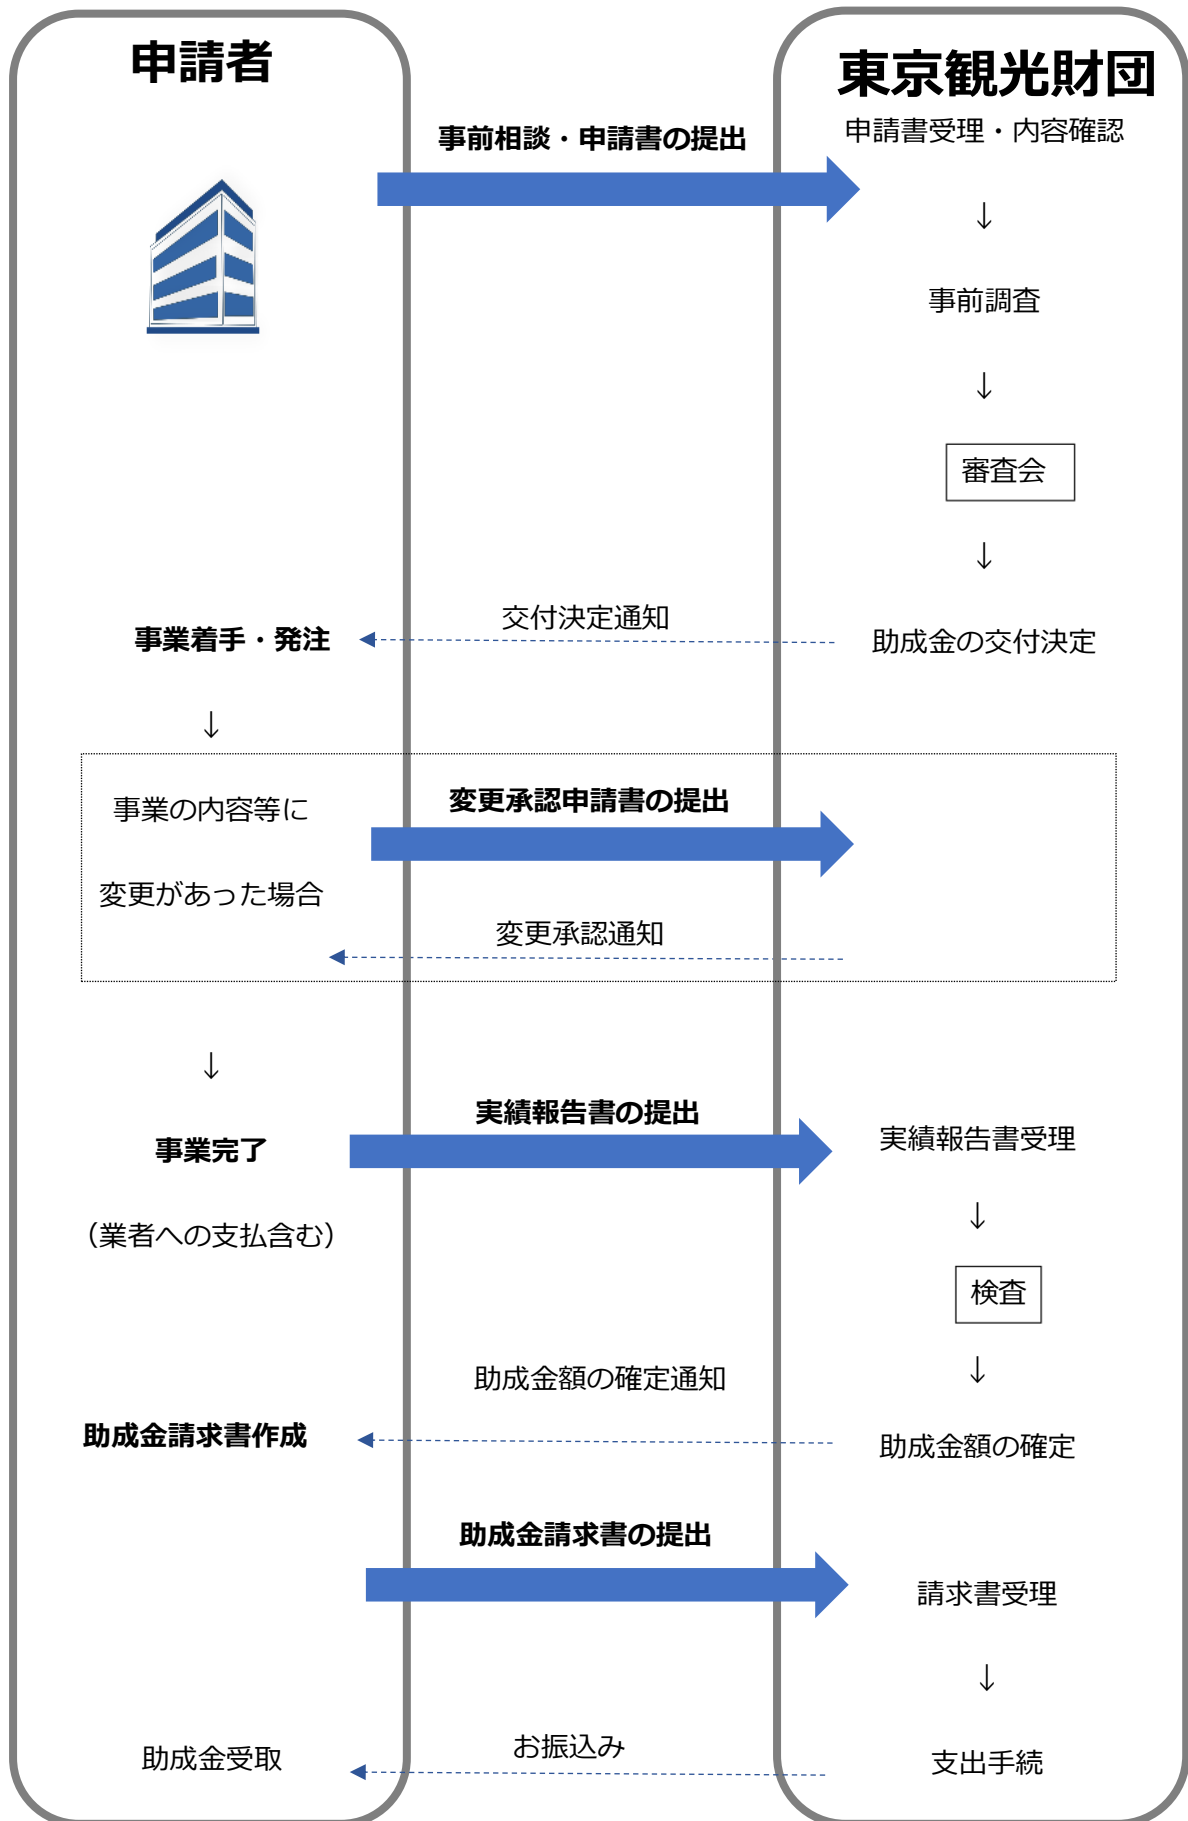 申請者
東京観光財団
事前相談・申請書の提出
申請書受理・内容確認
↓
事前調査
↓
審査会
↓
交付決定通知
事業着手・発注
助成金の交付決定
↓
事業の内容等に
変更承認申請書の提出
変更があった場合
変更承認通知
↓
実績報告書の提出
事業完了
実績報告書受理
（業者への支払含む）
↓
検査
↓
助成金額の確定通知
助成金請求書作成
助成金額の確定
助成金請求書の提出
請求書受理
↓
お振込み
助成金受取
支出手続